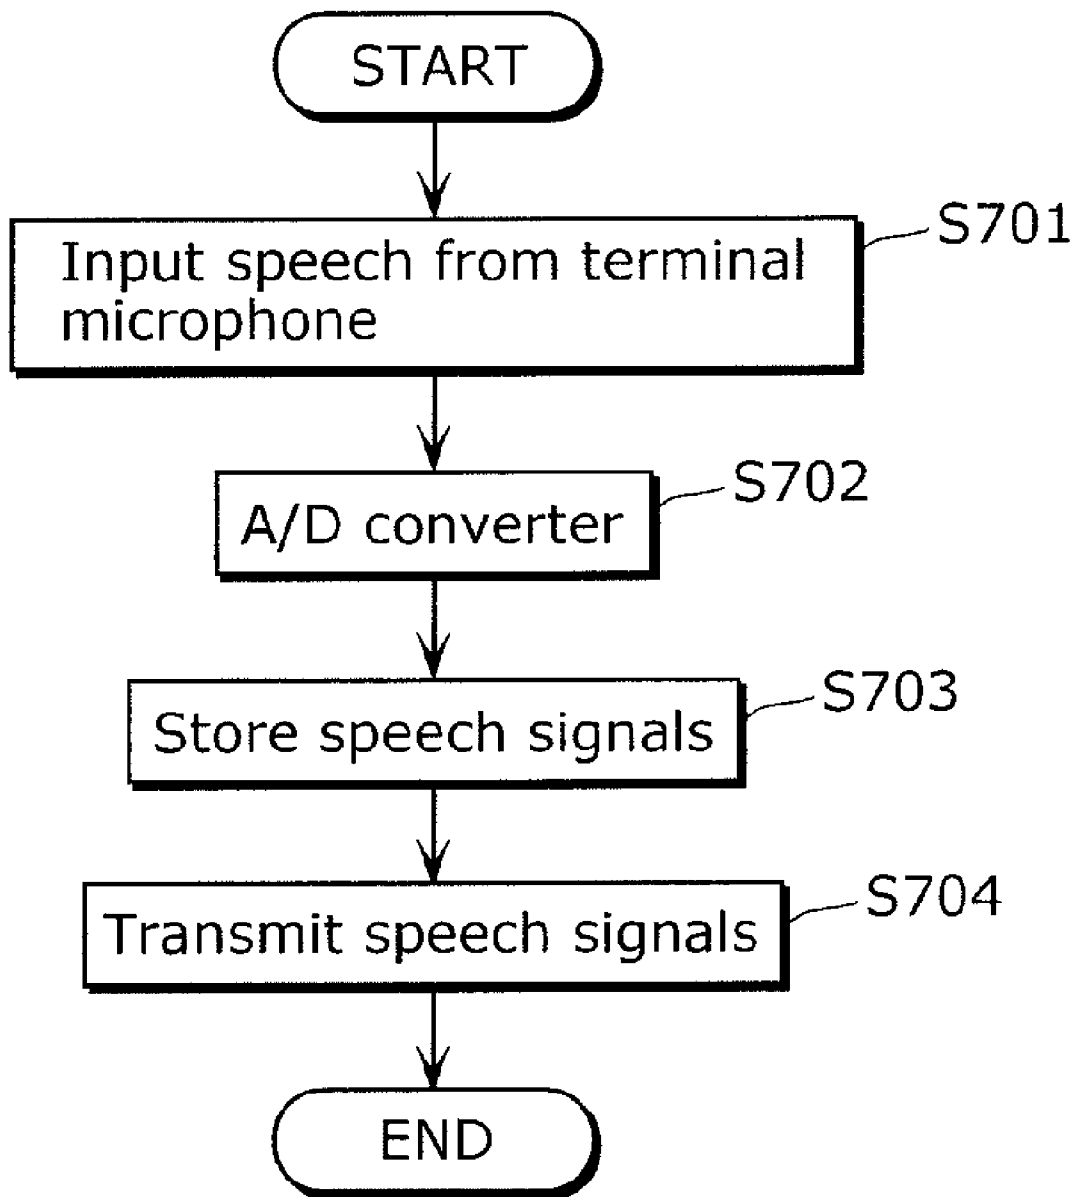 START
S701
Input speech from terminal
microphone
S702
A/D converter
S703
Store speech signals
S704
Transmit speech signals
END